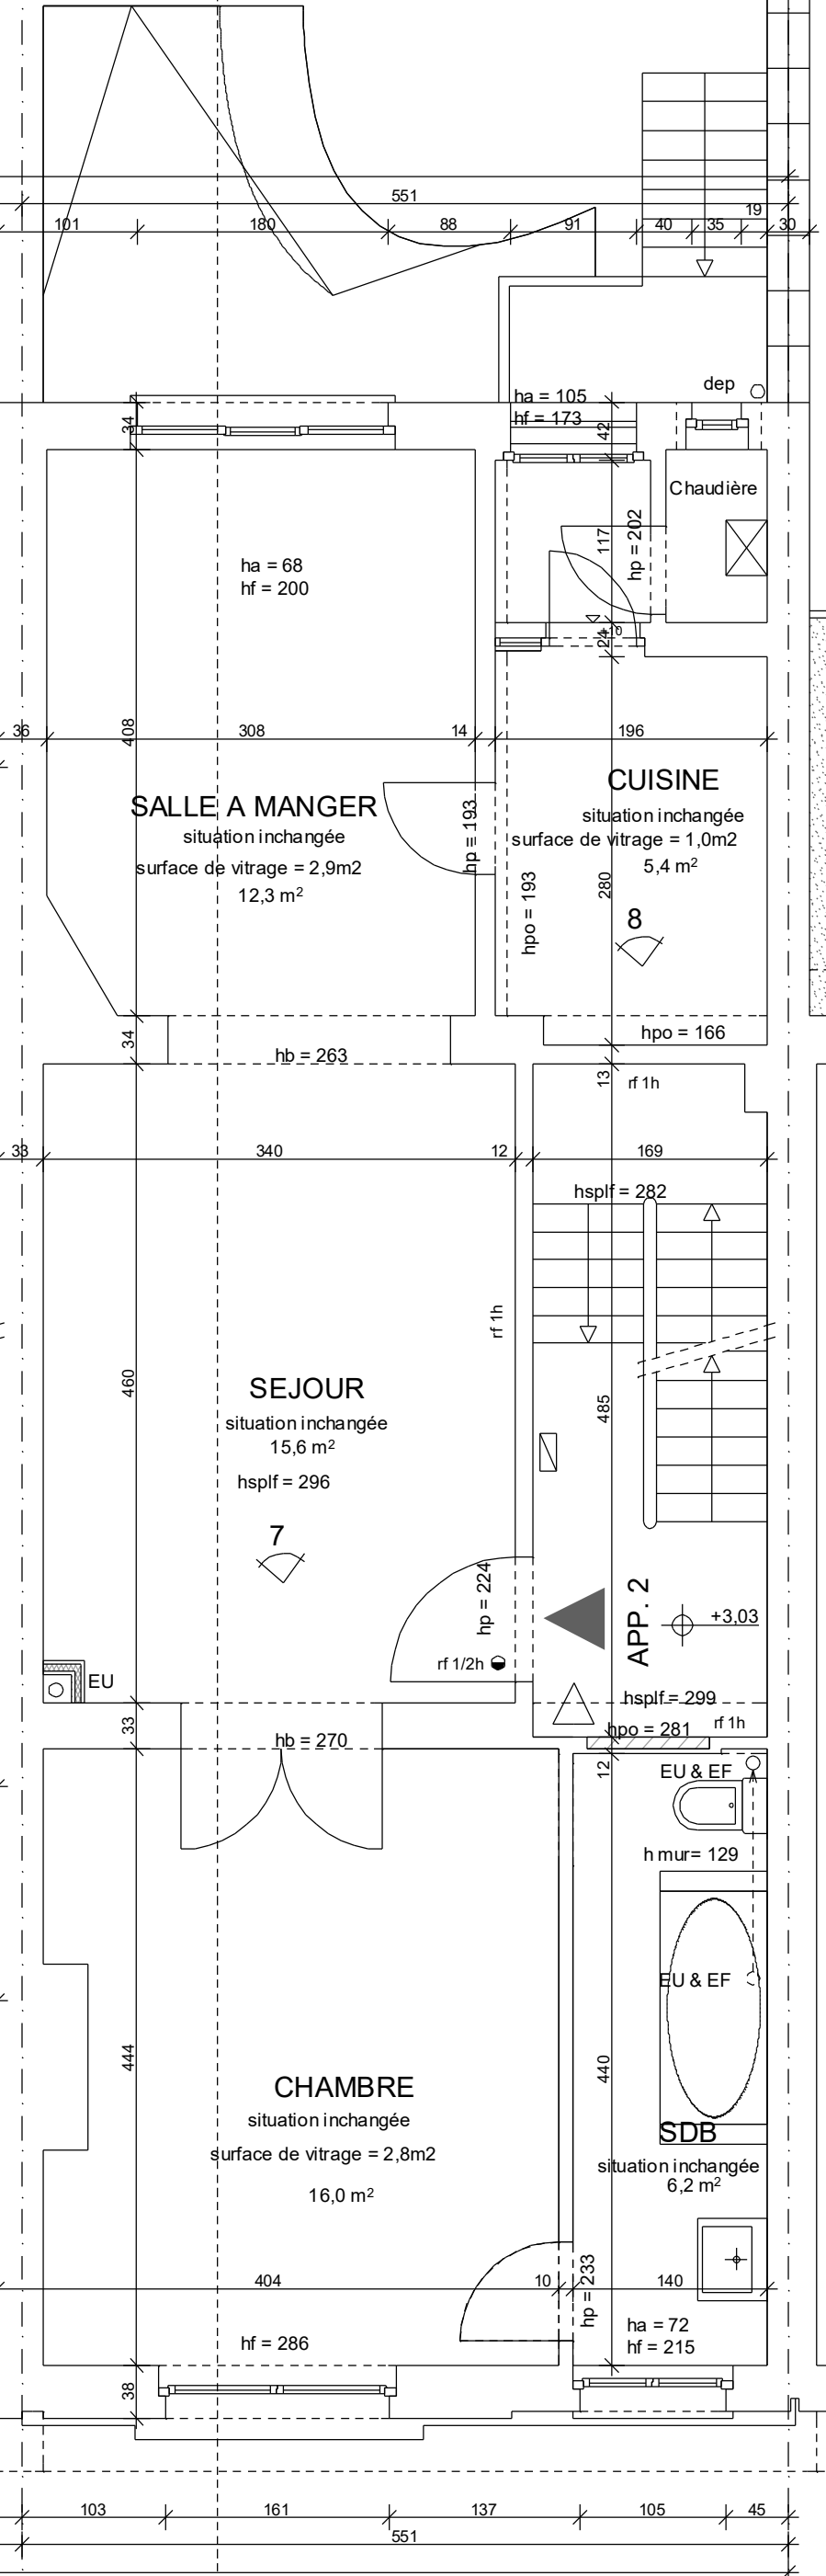 551
19
101 180 88 91 40 35 30
dep
ha = 105
hf = 173
34
42
Chaudière
hp = 202
117
ha = 68
hf = 200
24
36 308 14 196
408
CUISINE
situation inchangée
surface de vitrage = 1,0m2
5,4 m²
SALLE A MANGER
situation inchangée
surface de vitrage = 2,9m2
12,3 m²
hp = 193
hpo = 193
280
8
hpo = 166
34
hb = 263
13
rf 1h
33 340 12 169
hsplf = 282
rf 1h
460
485
SEJOUR
situation inchangée
15,6 m²
hsplf = 296
7
hp = 224
rf 1/2h
APP. 2
+3,03
EU
hsplf = 299
rf 1h
hpo = 281
33
hb = 270
12
EU & EF
h mur= 129
EU & EF
444
440
CHAMBRE
situation inchangée
surface de vitrage = 2,8m2
16,0 m²
SDB
situation inchangée
6,2 m²
404 10 140
hp = 233
hf = 286
ha = 72
hf = 215
38
103 161 137 105 45
551